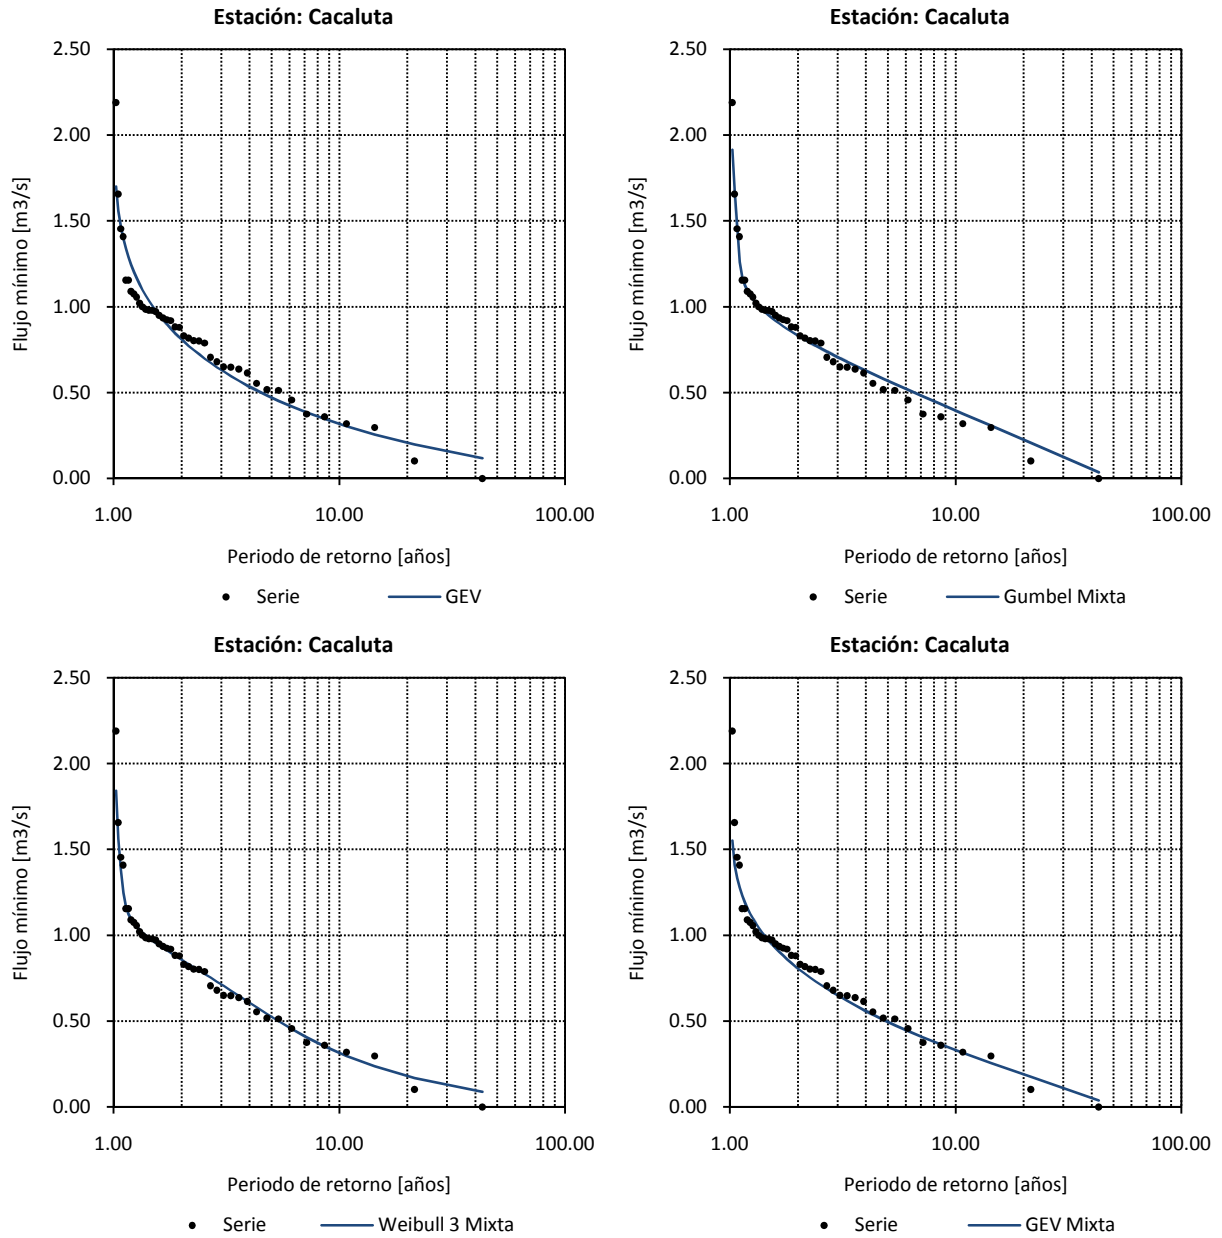 Estación: Cacaluta
2.50
2.00
1.50
1.00
0.50
0.00
Flujo mínimo [m3/s]
1.00 10.00 100.00
Periodo de retorno [años]
Serie GEV
Estación: Cacaluta
2.50
2.00
1.50
1.00
0.50
0.00
Flujo mínimo [m3/s]
1.00 10.00 100.00
Periodo de retorno [años]
Serie Gumbel Mixta
Estación: Cacaluta
2.50
2.00
1.50
1.00
0.50
0.00
Flujo mínimo [m3/s]
1.00 10.00 100.00
Periodo de retorno [años]
Serie Weibull 3 Mixta
Estación: Cacaluta
2.50
2.00
1.50
1.00
0.50
0.00
Flujo mínimo [m3/s]
1.00 10.00 100.00
Periodo de retorno [años]
Serie GEV Mixta